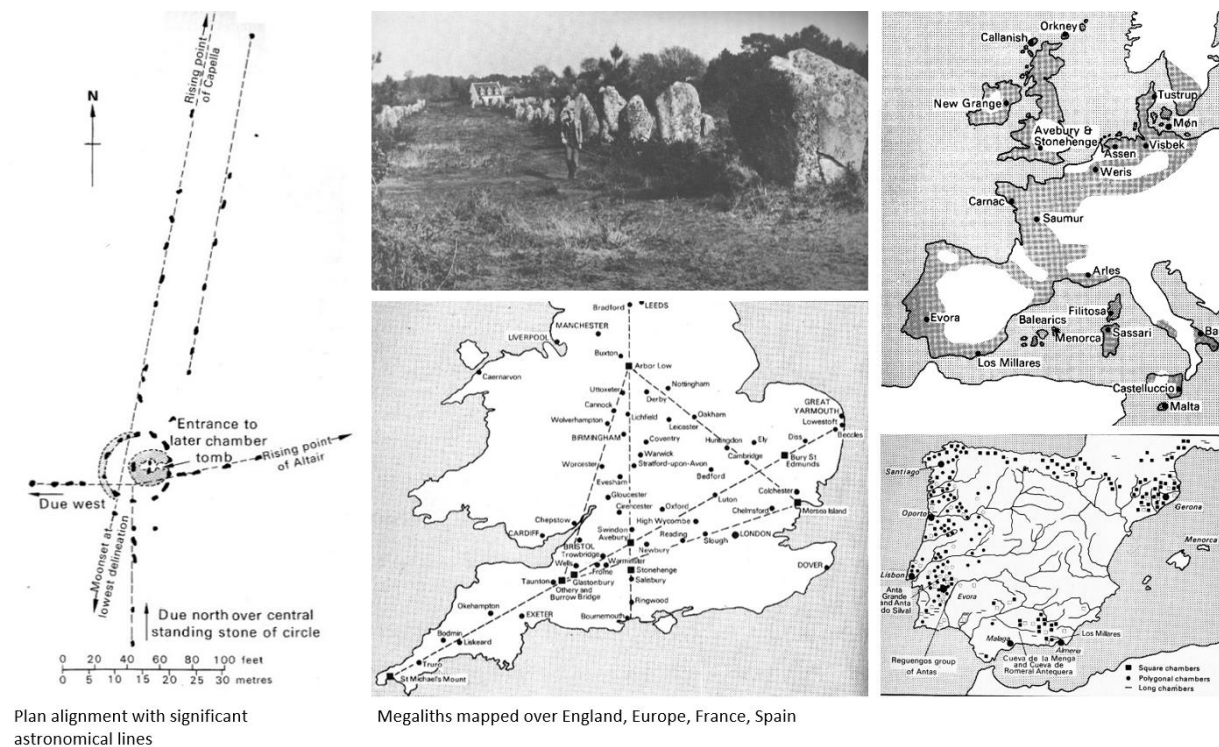 N
Rising point
of Capella
Entrance to
later chamber
tomb
Rising point
of Altair
Due west
Moonset at
lowest delineation
Due north over central
standing stone of circle
0 20 40 60 80 100 feet
0 5 10 15 20 25 30
metres
Plan alignment with significant
astronomical lines
Bradford
LEEDS
MANCHESTER
LIVERPOOL
Buxton
Arbor Low
Caernarvon
Uttoxeter
Nottingham
Derby
Cannock
Lichfield
Oakham
GREAT
YARMOUTH
Wolverhampton
Leicester
Lowestoft
BIRMINGHAM
Coventry
Huntingdon
Ely
Diss
Beccles
Warwick
Cambridge
Bury St
Edmunds
Worcester
Stratford-upon-Avon
Bedford
Evesham
Colchester
Gloucester
Luton
Cirencester
Oxford
Chelmsford
Mersea Island
Chepstow
High Wycombe
Swindon
Avebury
Reading
Slough
LONDON
CARDIFF
BRISTOL
Trowbridge
Newbury
Wells
Warminster
DOVER
Frome
Stonehenge
Taunton
Glastonbury
Salisbury
Othery and
Burrow Bridge
Okehampton
EXETER
Bournemouth
Ringwood
Bodmin
Liskeard
Truro
St Michael's Mount
Megaliths mapped over England, Europe, France, Spain
Orkney
Callanish
New Grange
Tustrup
Møn
Avebury &
Stonehenge
Assen
Visbek
Weris
Carnac
Saumur
Arles
Evora
Balearics
Menorca
Filitosa
Sassari
Ba
Los Millares
Castelluccio
Malta
Santiago
Oporto
Gerona
Menorca
Lisbon
Anta
Grande and Anta
do Silval
Evora
Los Millares
Malaga
Almeria
Reguengos group
of Antas
Cueva de la Menga and Cueva de
Romeral Antequera
Square chambers
Polygonal chambers
Long chambers